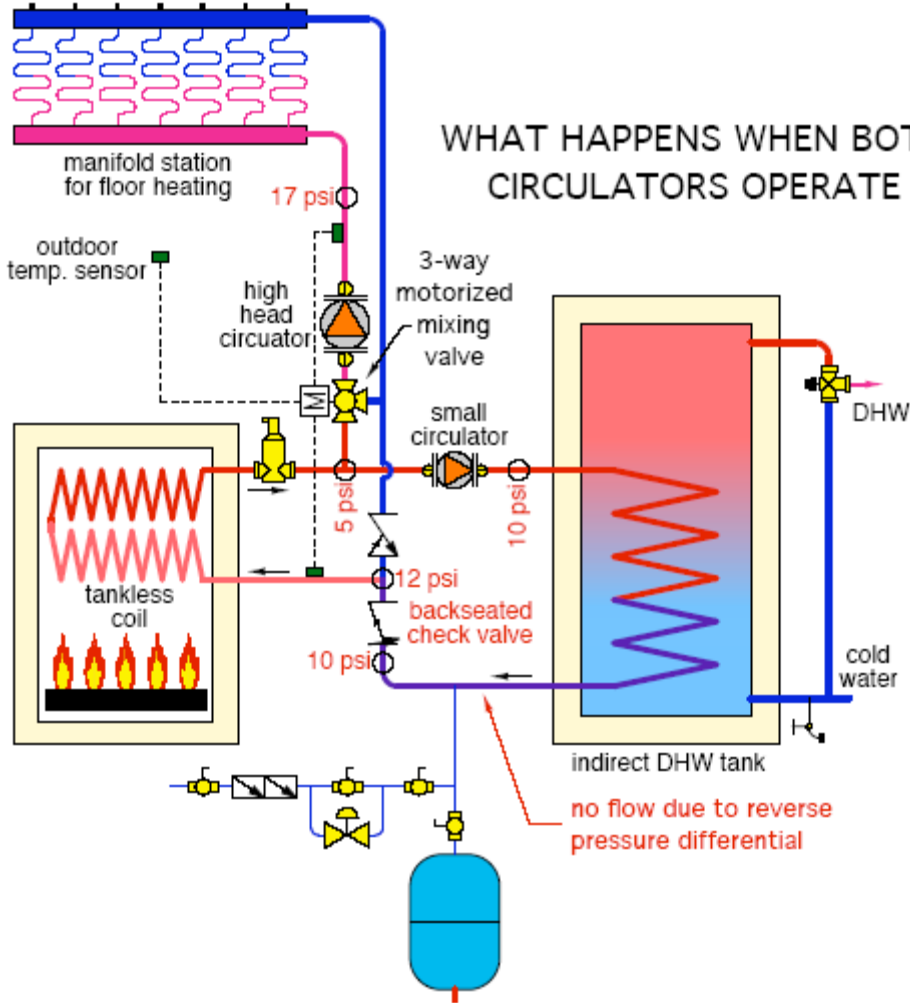 WHAT HAPPENS WHEN BOT
CIRCULATORS OPERATE
manifold station
for floor heating
17 psi
outdoor
temp. sensor
high
head
circuator
3-way
motorized
mixing
valve
M
small
circulator
DHW
5 psi
10 psi
12 psi
tankless
coil
backseated
check valve
10 psi
cold
water
indirect DHW tank
no flow due to reverse
pressure differential